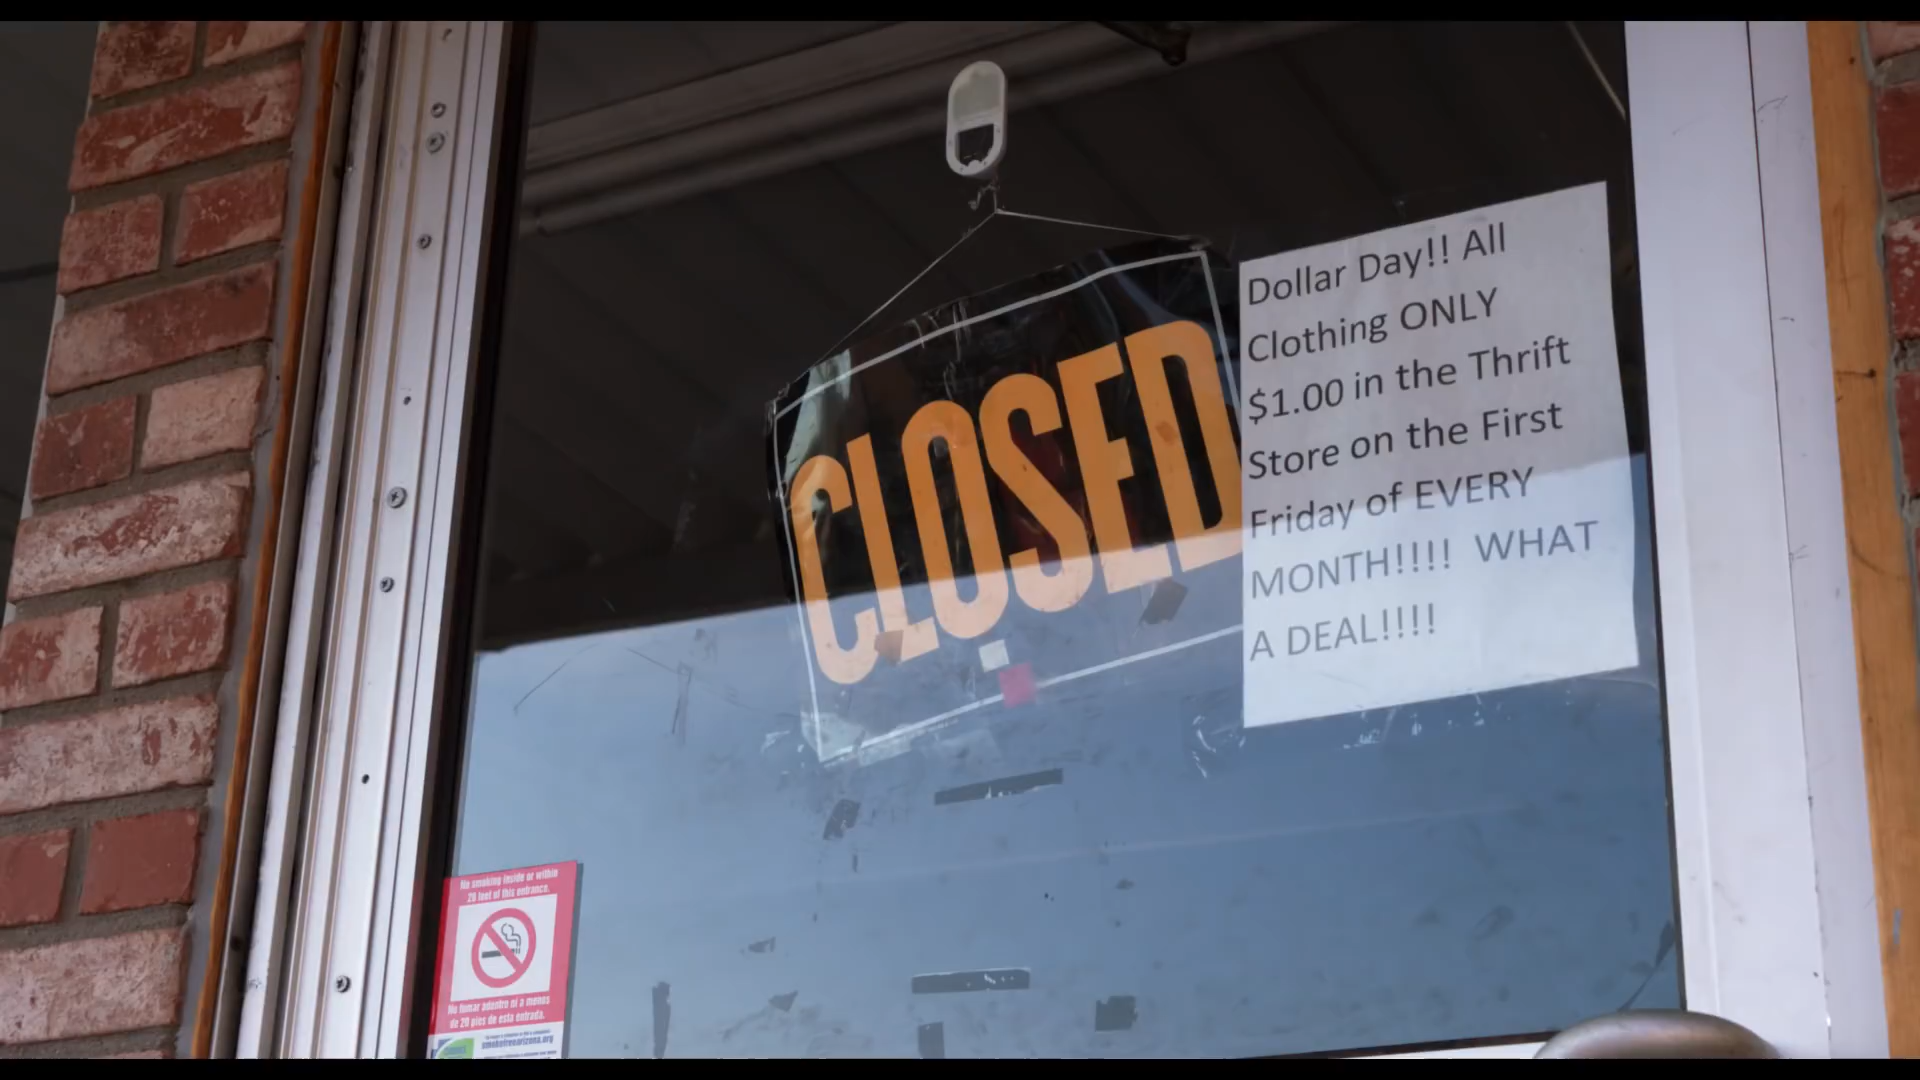 CLOSED
Dollar Day!! All
Clothing ONLY
$1.00 in the Thrift
Store on the First
Friday of EVERY
MONTH!!!! WHAT
A DEAL!!!!
No smoking inside or within
20 feet of this entrance.
No fumar adentro ni a menos
de 20 pies de esta entrada.
smokefreearizona.org